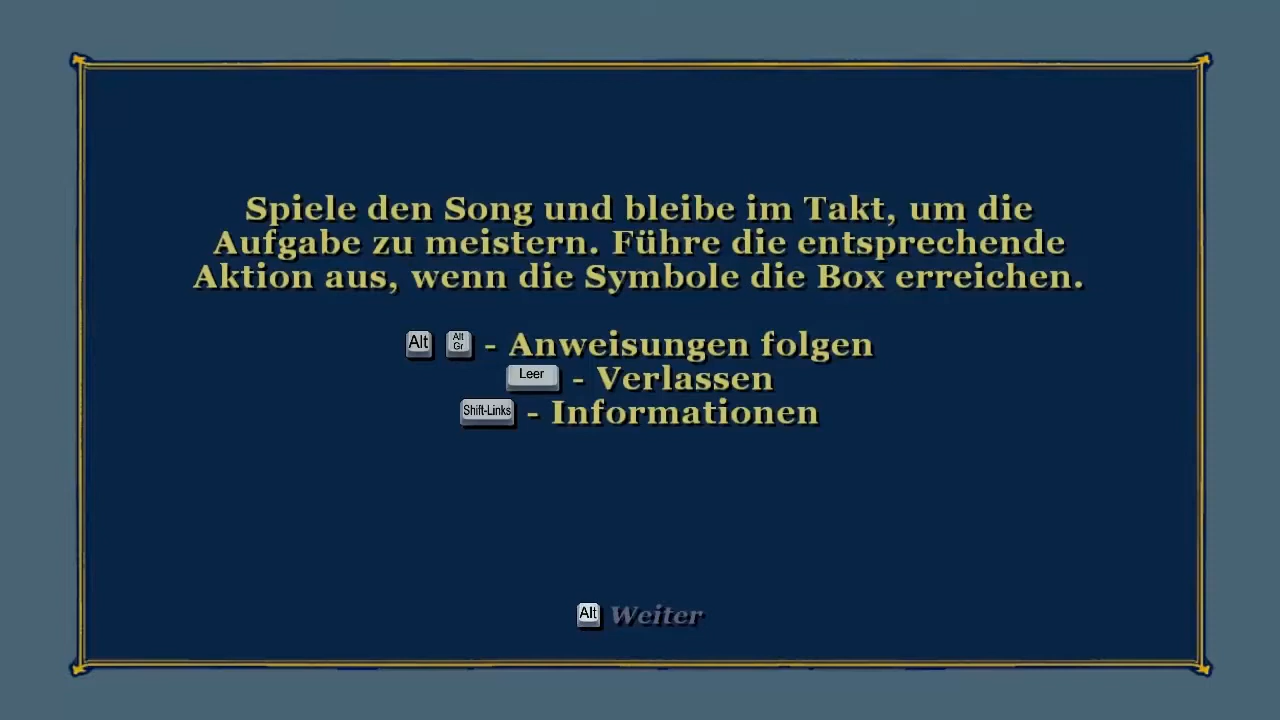 Spiele den Song und bleibe im Takt, um die
Aufgabe zu meistern. Führe die entsprechende
Aktion aus, wenn die Symbole die Box erreichen.
Alt Alt Gr - Anweisungen folgen
Leer - Verlassen
Shift-Links - Informationen
Alt Weiter